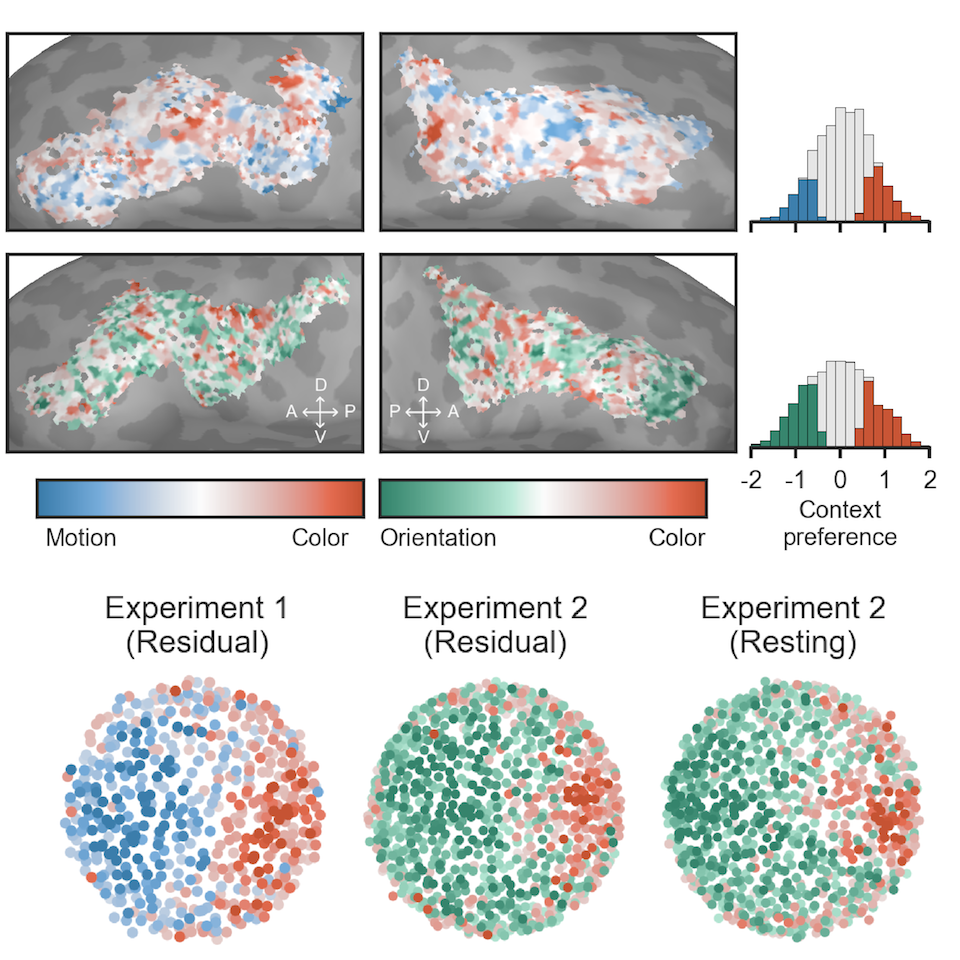 D
A P
V
D
P A
V
Motion Color
Orientation Color
-2 -1 0 1 2
Context
preference
Experiment 1
(Residual)
Experiment 2
(Residual)
Experiment 2
(Resting)